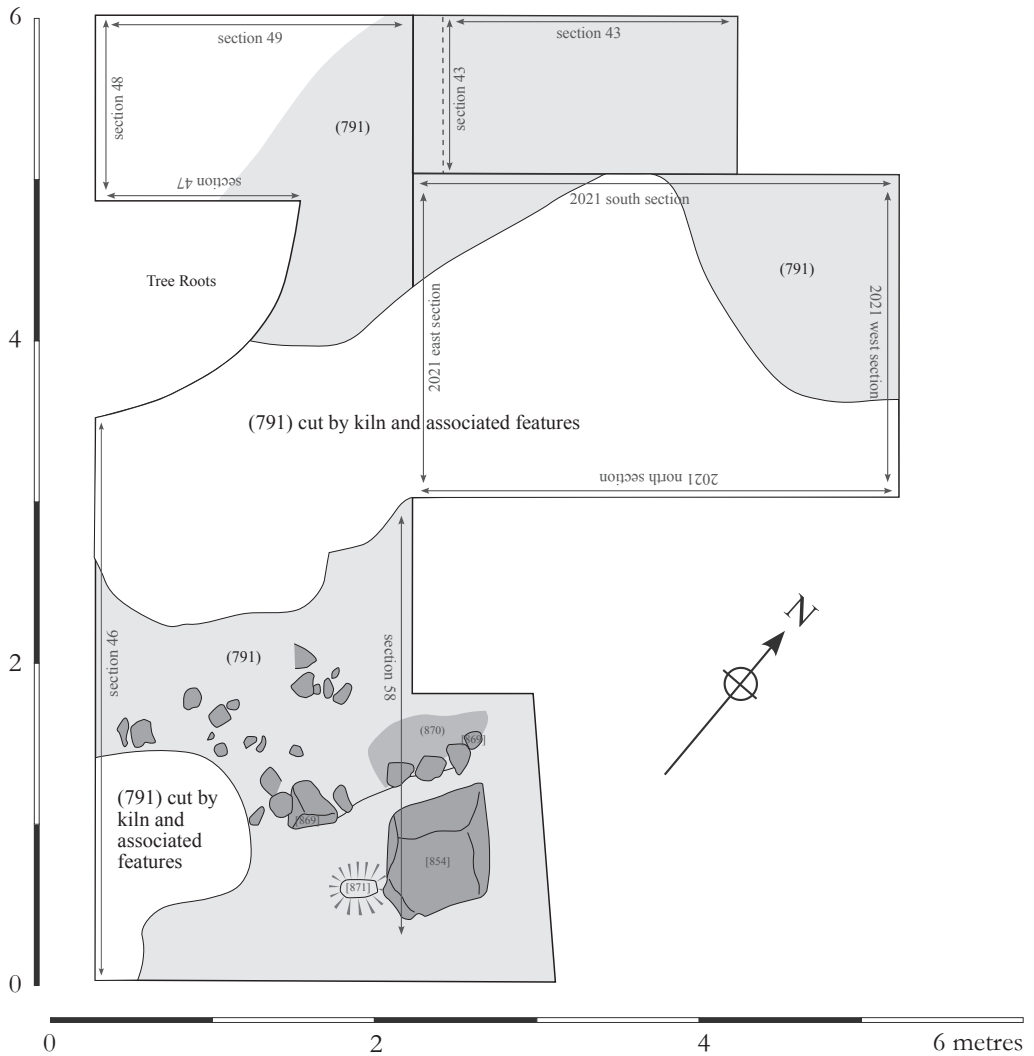 6
section 49
section 43
section 48
section 43
(791)
section 47
2021 south section
Tree Roots
(791)
2021 east section
2021 west section
4
(791) cut by kiln and associated features
2021 north section
N
section 46
section 58
(791)
2
(870)
[869]
(791) cut by
kiln and
associated
features
[869]
[854]
[871]
0
0
2
4
6 metres